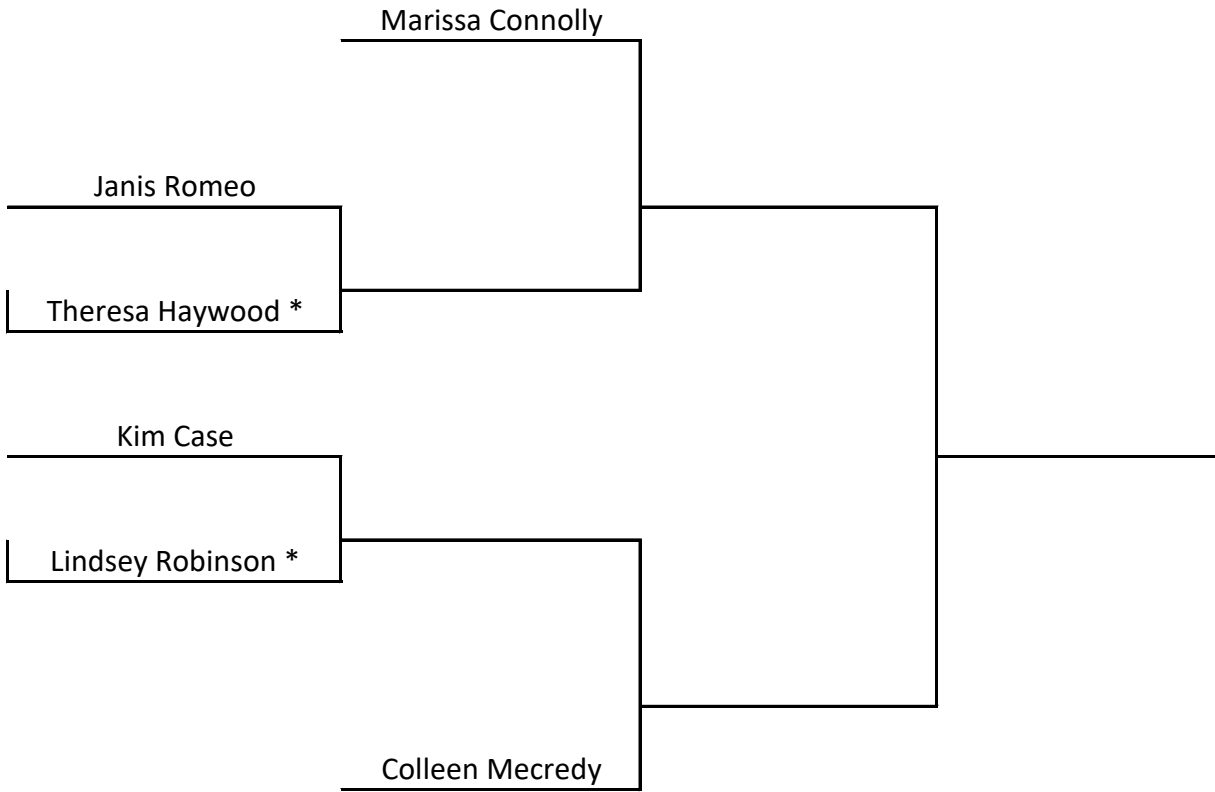 Marissa Connolly
Janis Romeo
Theresa Haywood *
Kim Case
Lindsey Robinson *
Colleen Mecredy